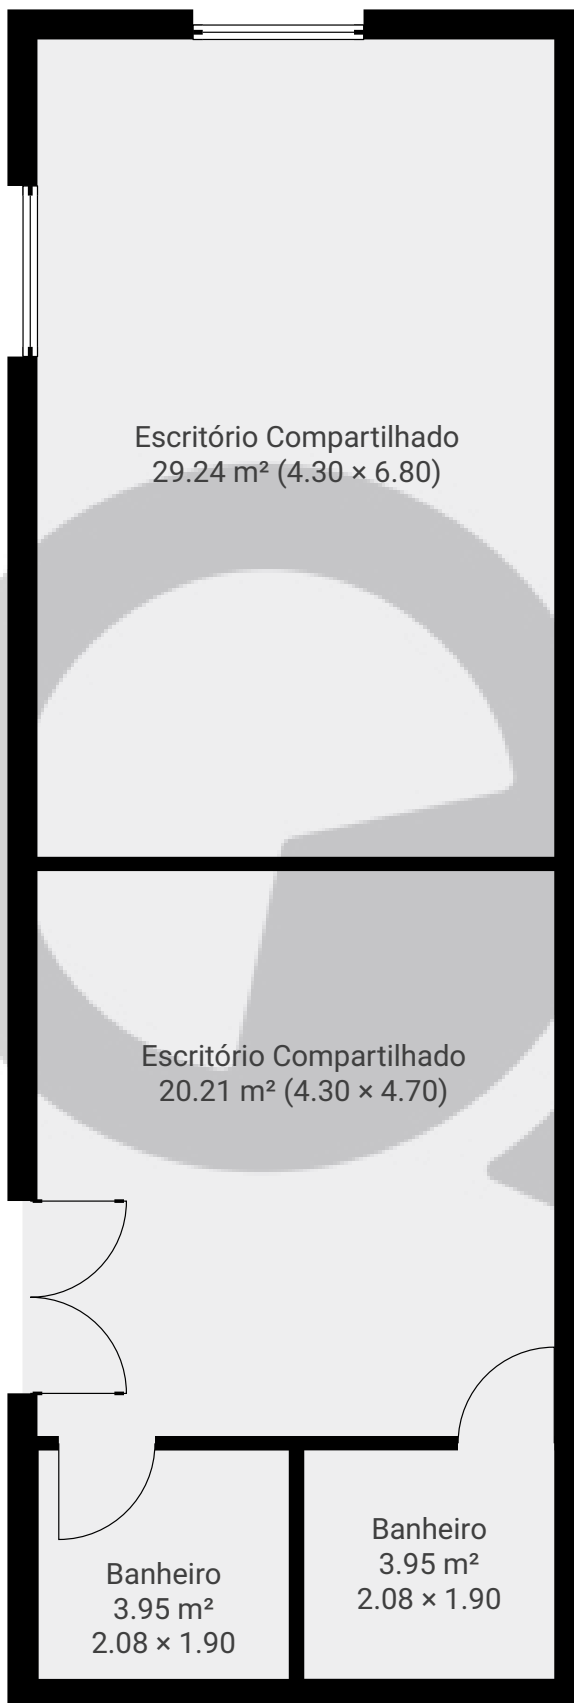 Escritório Compartilhado
29.24 m² (4.30 × 6.80)
Escritório Compartilhado
20.21 m² (4.30 × 4.70)
Banheiro
3.95 m²
2.08 × 1.90
Banheiro
3.95 m²
2.08 × 1.90